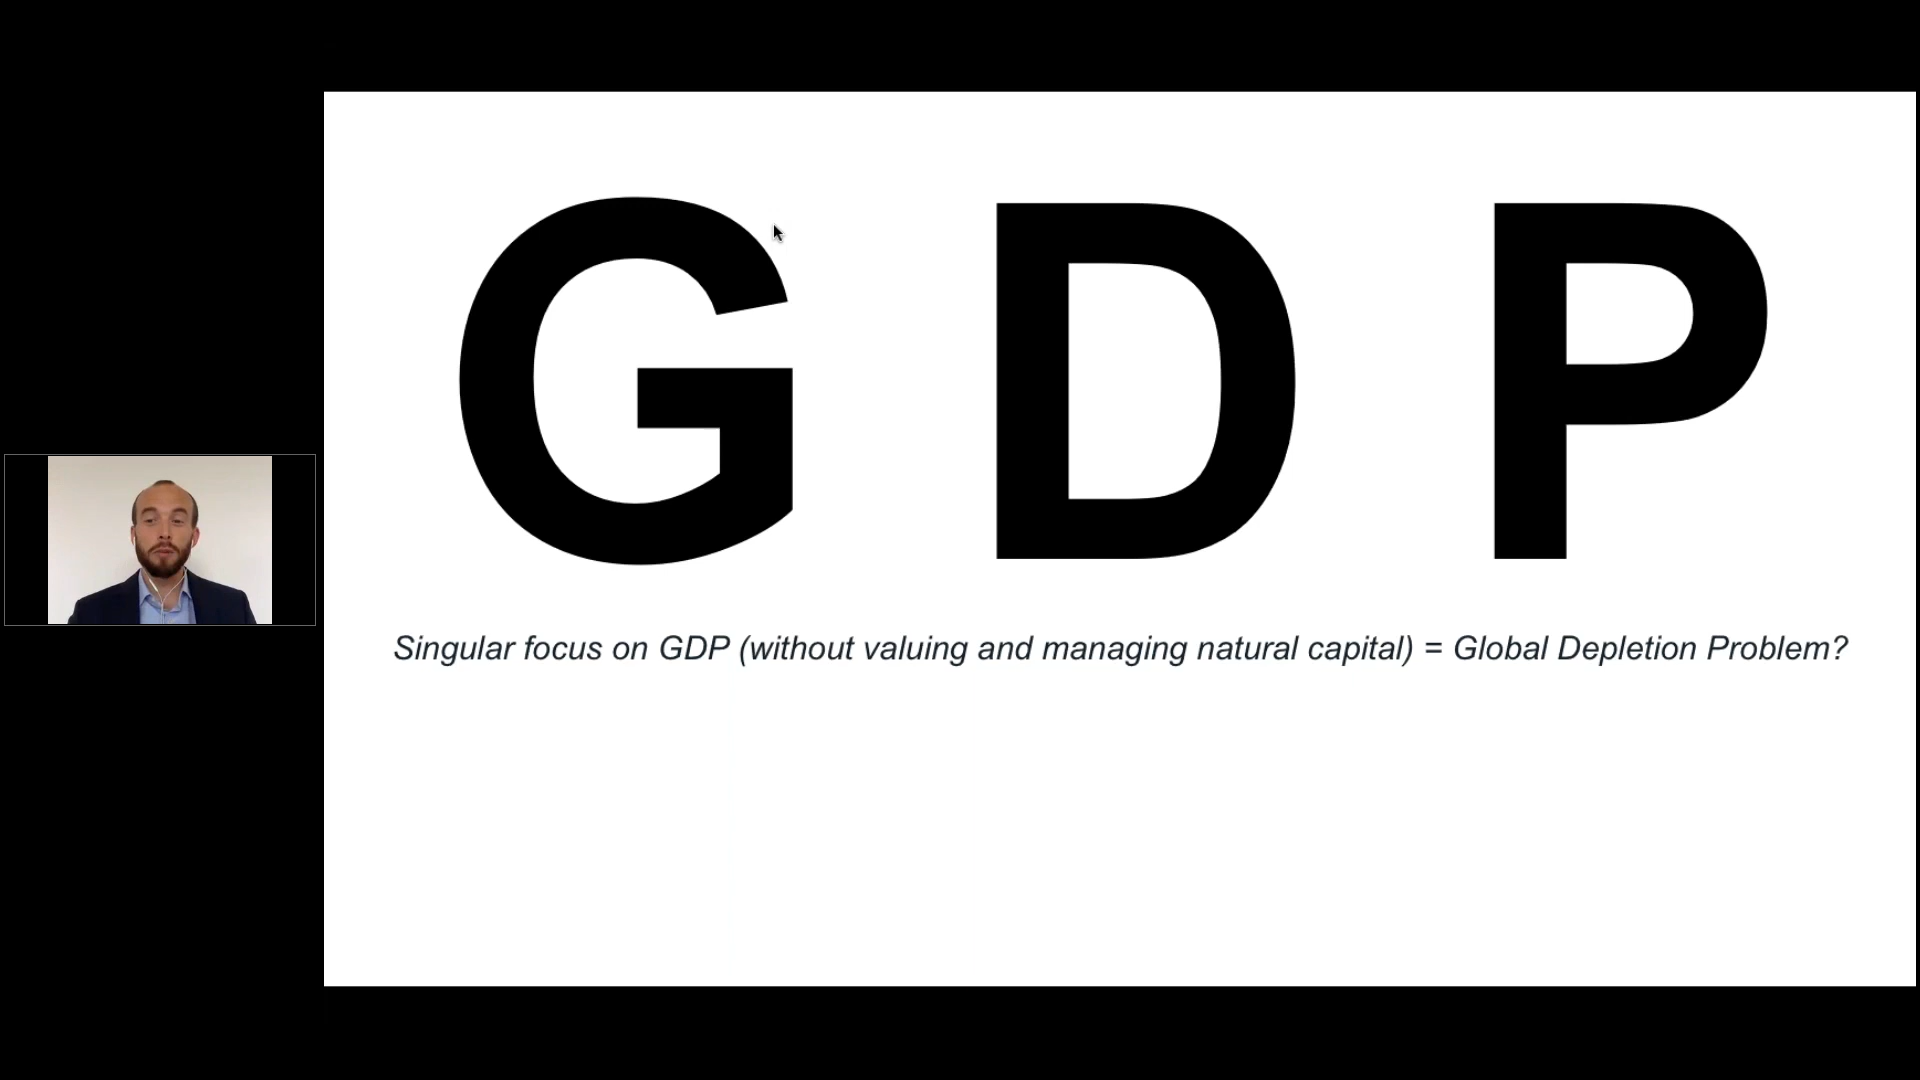 G D P
Singular focus on GDP (without valuing and managing natural capital) = Global Depletion Problem?